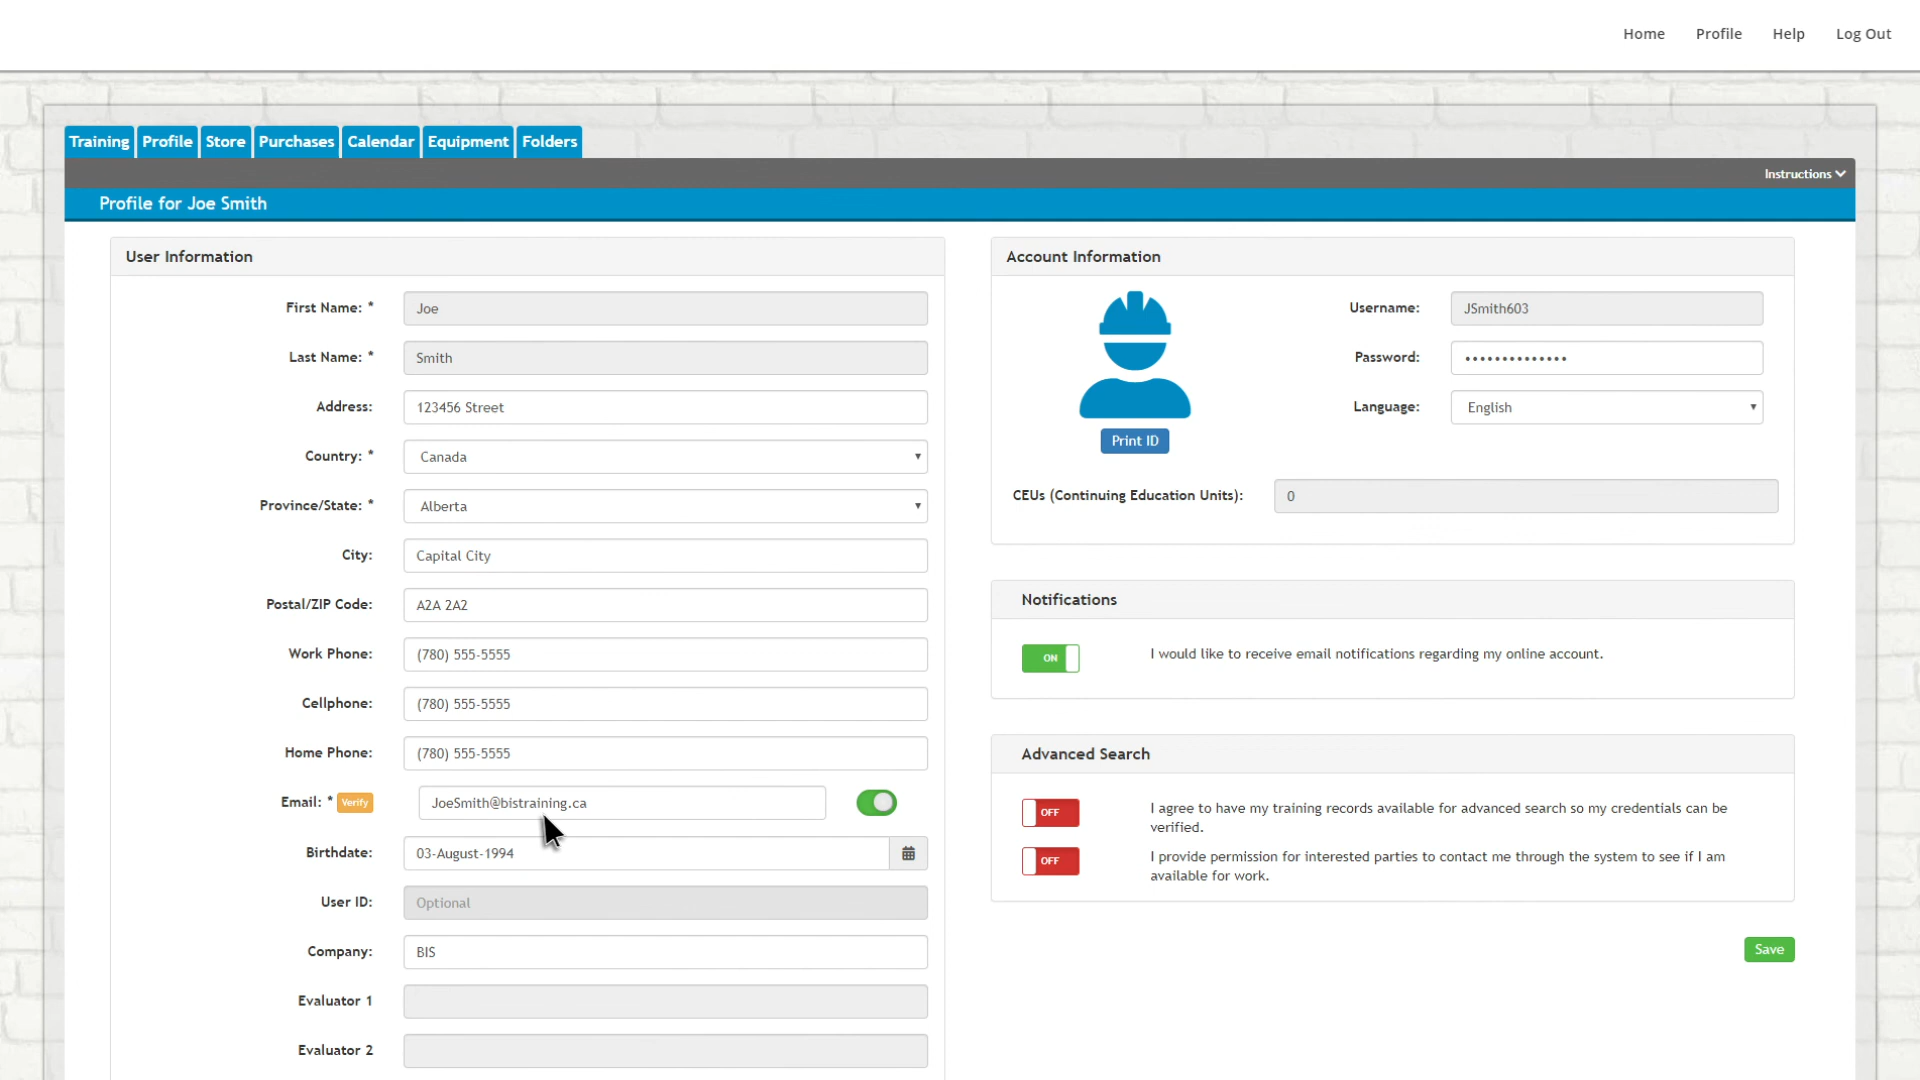 Home Profile Help Log Out
Training Profile Store Purchases Calendar Equipment Folders
Instructions
Profile for Joe Smith
User Information
First Name: * Joe
Last Name: * Smith
Address: 123456 Street
Country: * Canada
Province/State: * Alberta
City: Capital City
Postal/ZIP Code: A2A 2A2
Work Phone: (780) 555-5555
Cellphone: (780) 555-5555
Home Phone: (780) 555-5555
Email: * Verify JoeSmith@bistraining.ca
Birthdate: 03-August-1994
User ID: Optional
Company: BIS
Evaluator 1
Evaluator 2
Account Information
Print ID
Username: JSmith603
Password: ••••••••••••••
Language: English
CEUs (Continuing Education Units): 0
Notifications
ON I would like to receive email notifications regarding my online account.
Advanced Search
OFF I agree to have my training records available for advanced search so my credentials can be
verified.
OFF I provide permission for interested parties to contact me through the system to see if I am
available for work.
Save